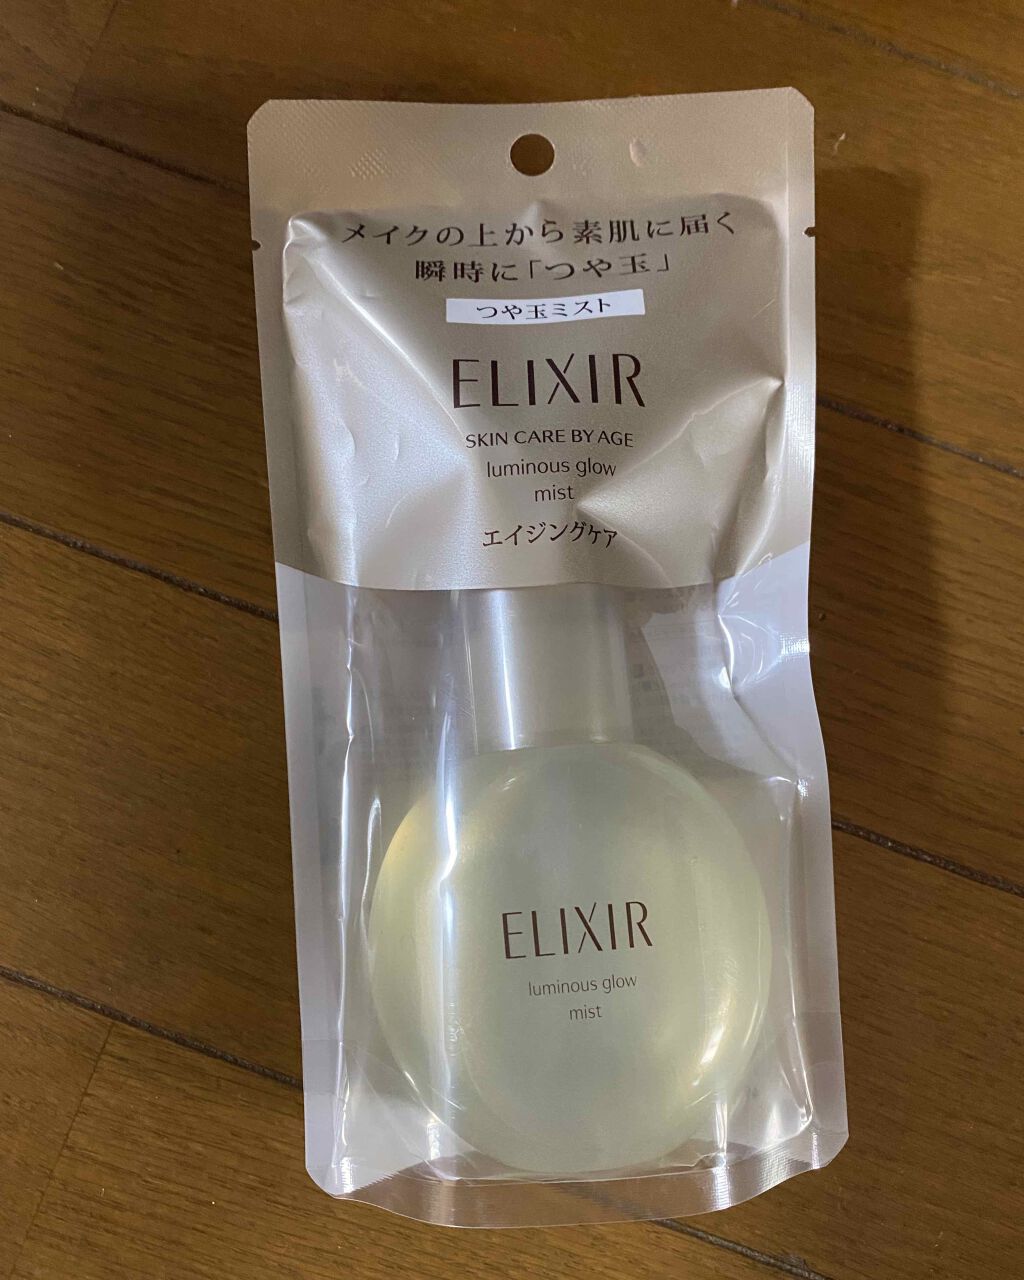 メイクの上から素肌に届く
瞬時に「つや玉」
つや玉ミスト
ELIXIR
SKIN CARE BY AGE
luminous glow
mist
エイジングケア
ELIXIR
luminous glow
mist